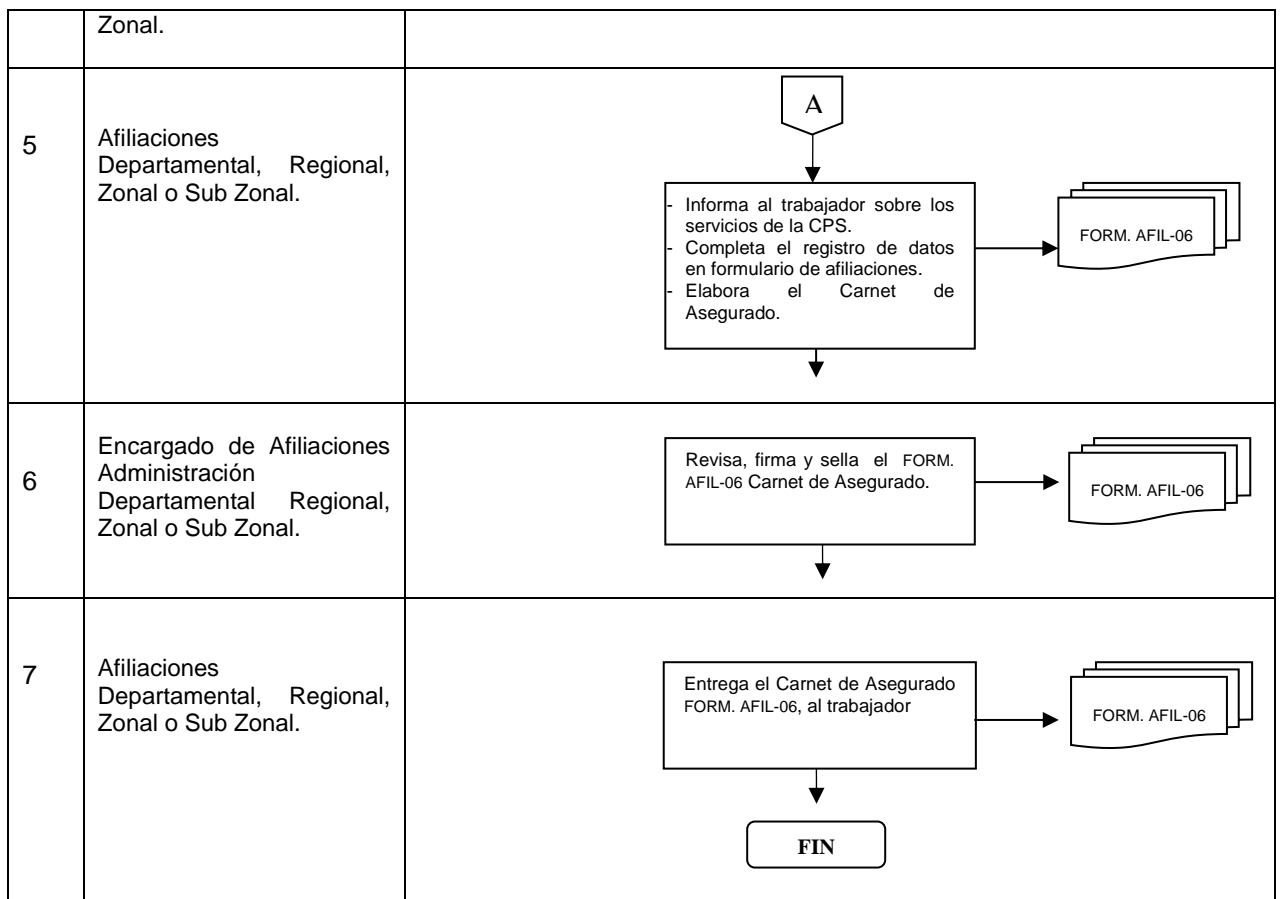 Zonal.
5
Afiliaciones
Departamental, Regional,
Zonal o Sub Zonal.
A
- Informa al trabajador sobre los
servicios de la CPS.
- Completa el registro de datos
en formulario de afiliaciones.
- Elabora el Carnet de
Asegurado.
FORM. AFIL-06
6
Encargado de Afiliaciones
Administración
Departamental Regional,
Zonal o Sub Zonal.
Revisa, firma y sella el FORM.
AFIL-06 Carnet de Asegurado.
FORM. AFIL-06
7
Afiliaciones
Departamental, Regional,
Zonal o Sub Zonal.
Entrega el Carnet de Asegurado
FORM. AFIL-06, al trabajador
FORM. AFIL-06
FIN